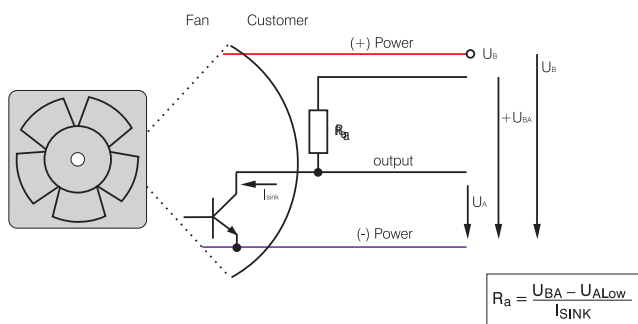 Fan Customer
(+) Power
UB
UB
+UBA
Ra
output
Isink
UA
(-) Power
Ra = UBA – UALow
ISINK